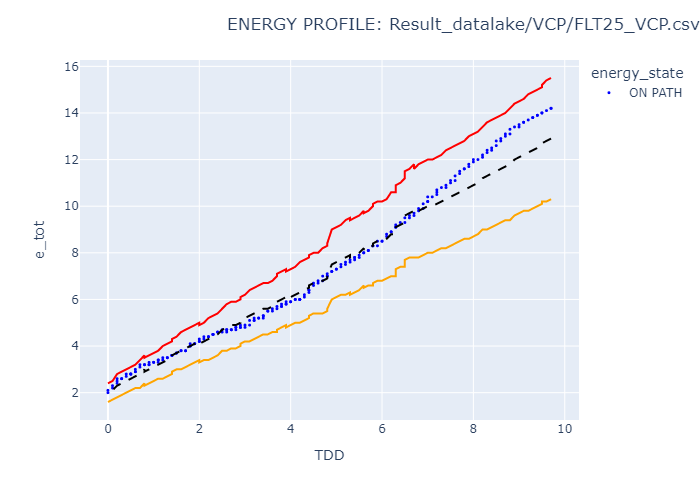 ENERGY PROFILE: Result_datalake/VCP/FLT25_VCP.csv
energy_state
ON PATH
16
14
12
10
8
6
4
2
e_tot
0 2 4 6 8 10
TDD